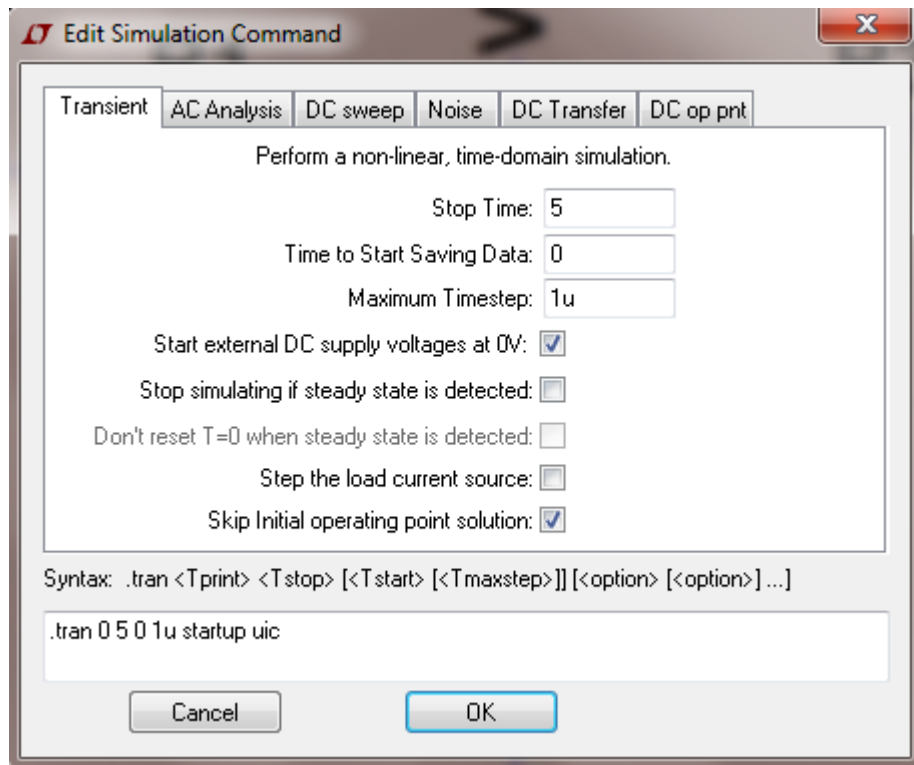 Edit Simulation Command
Transient AC Analysis DC sweep Noise DC Transfer DC op pnt
Perform a non-linear, time-domain simulation.
Stop Time: 5
Time to Start Saving Data: 0
Maximum Timestep: 1u
Start external DC supply voltages at 0V:
Stop simulating if steady state is detected:
Don't reset T=0 when steady state is detected:
Step the load current source:
Skip Initial operating point solution:
Syntax: .tran <Tprint> <Tstop> [<Tstart> [<Tmaxstep>]] [<option> [<option>] ...]
.tran 0 5 0 1u startup uic
Cancel OK